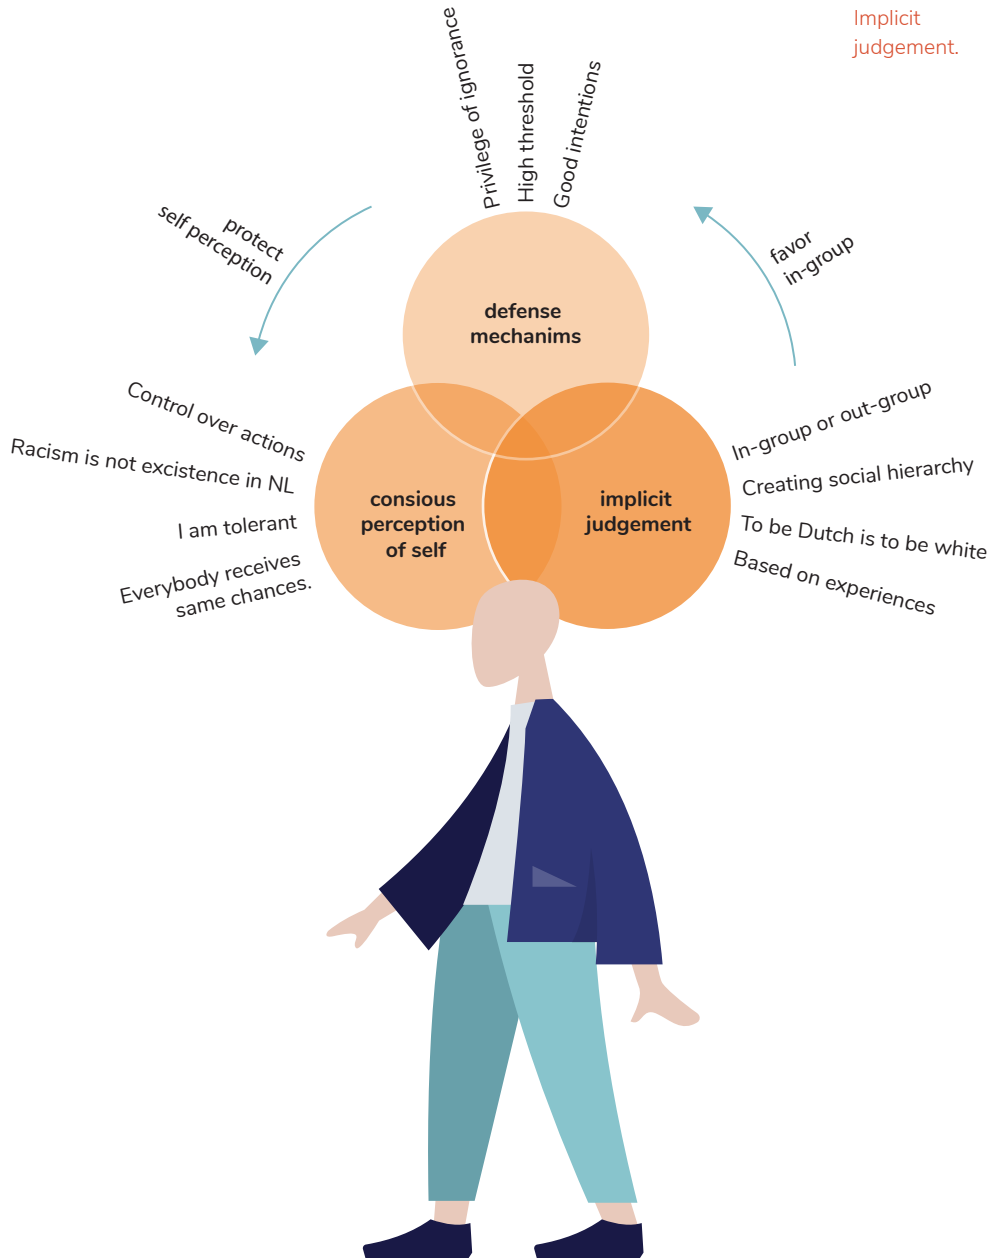 Implicit
judgement.
Privilege of ignorance
High threshold
Good intentions
protect
self perception
favor
in-group
defense
mechanims
Control over actions
Racism is not excistence in NL
I am tolerant
Everybody receives
same chances.
consious
perception
of self
implicit
judgement
In-group or out-group
Creating social hierarchy
To be Dutch is to be white
Based on experiences